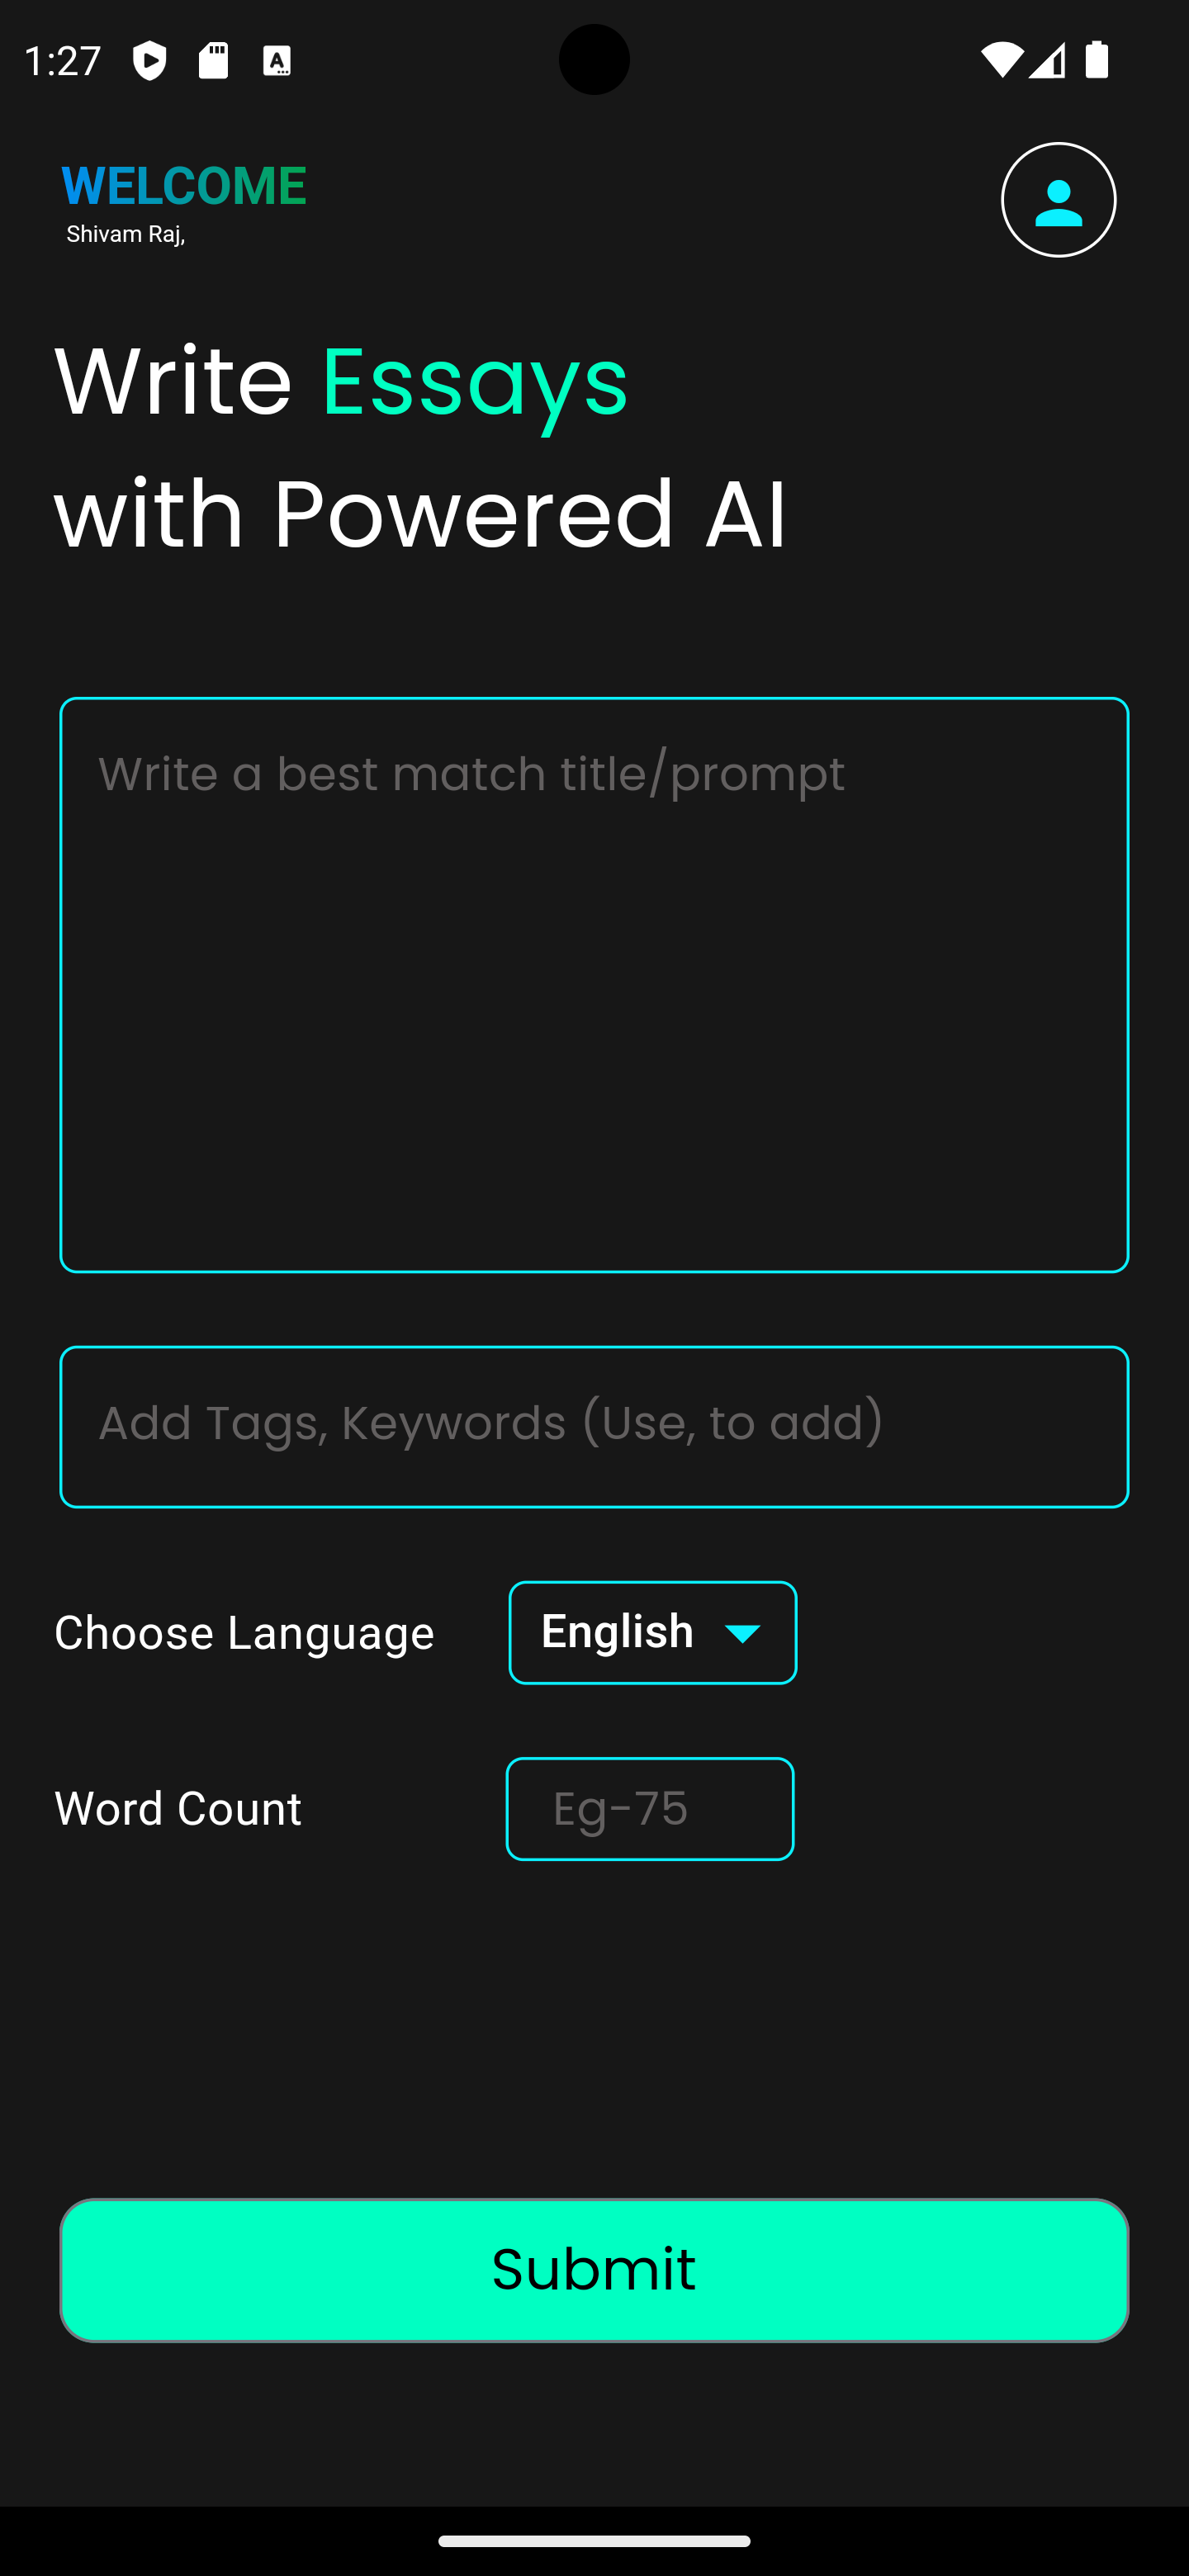 1:27
WELCOME
Shivam Raj,
Write Essays
with Powered AI
Write a best match title/prompt
Add Tags, Keywords (Use, to add)
Choose Language English
Word Count Eg-75
Submit